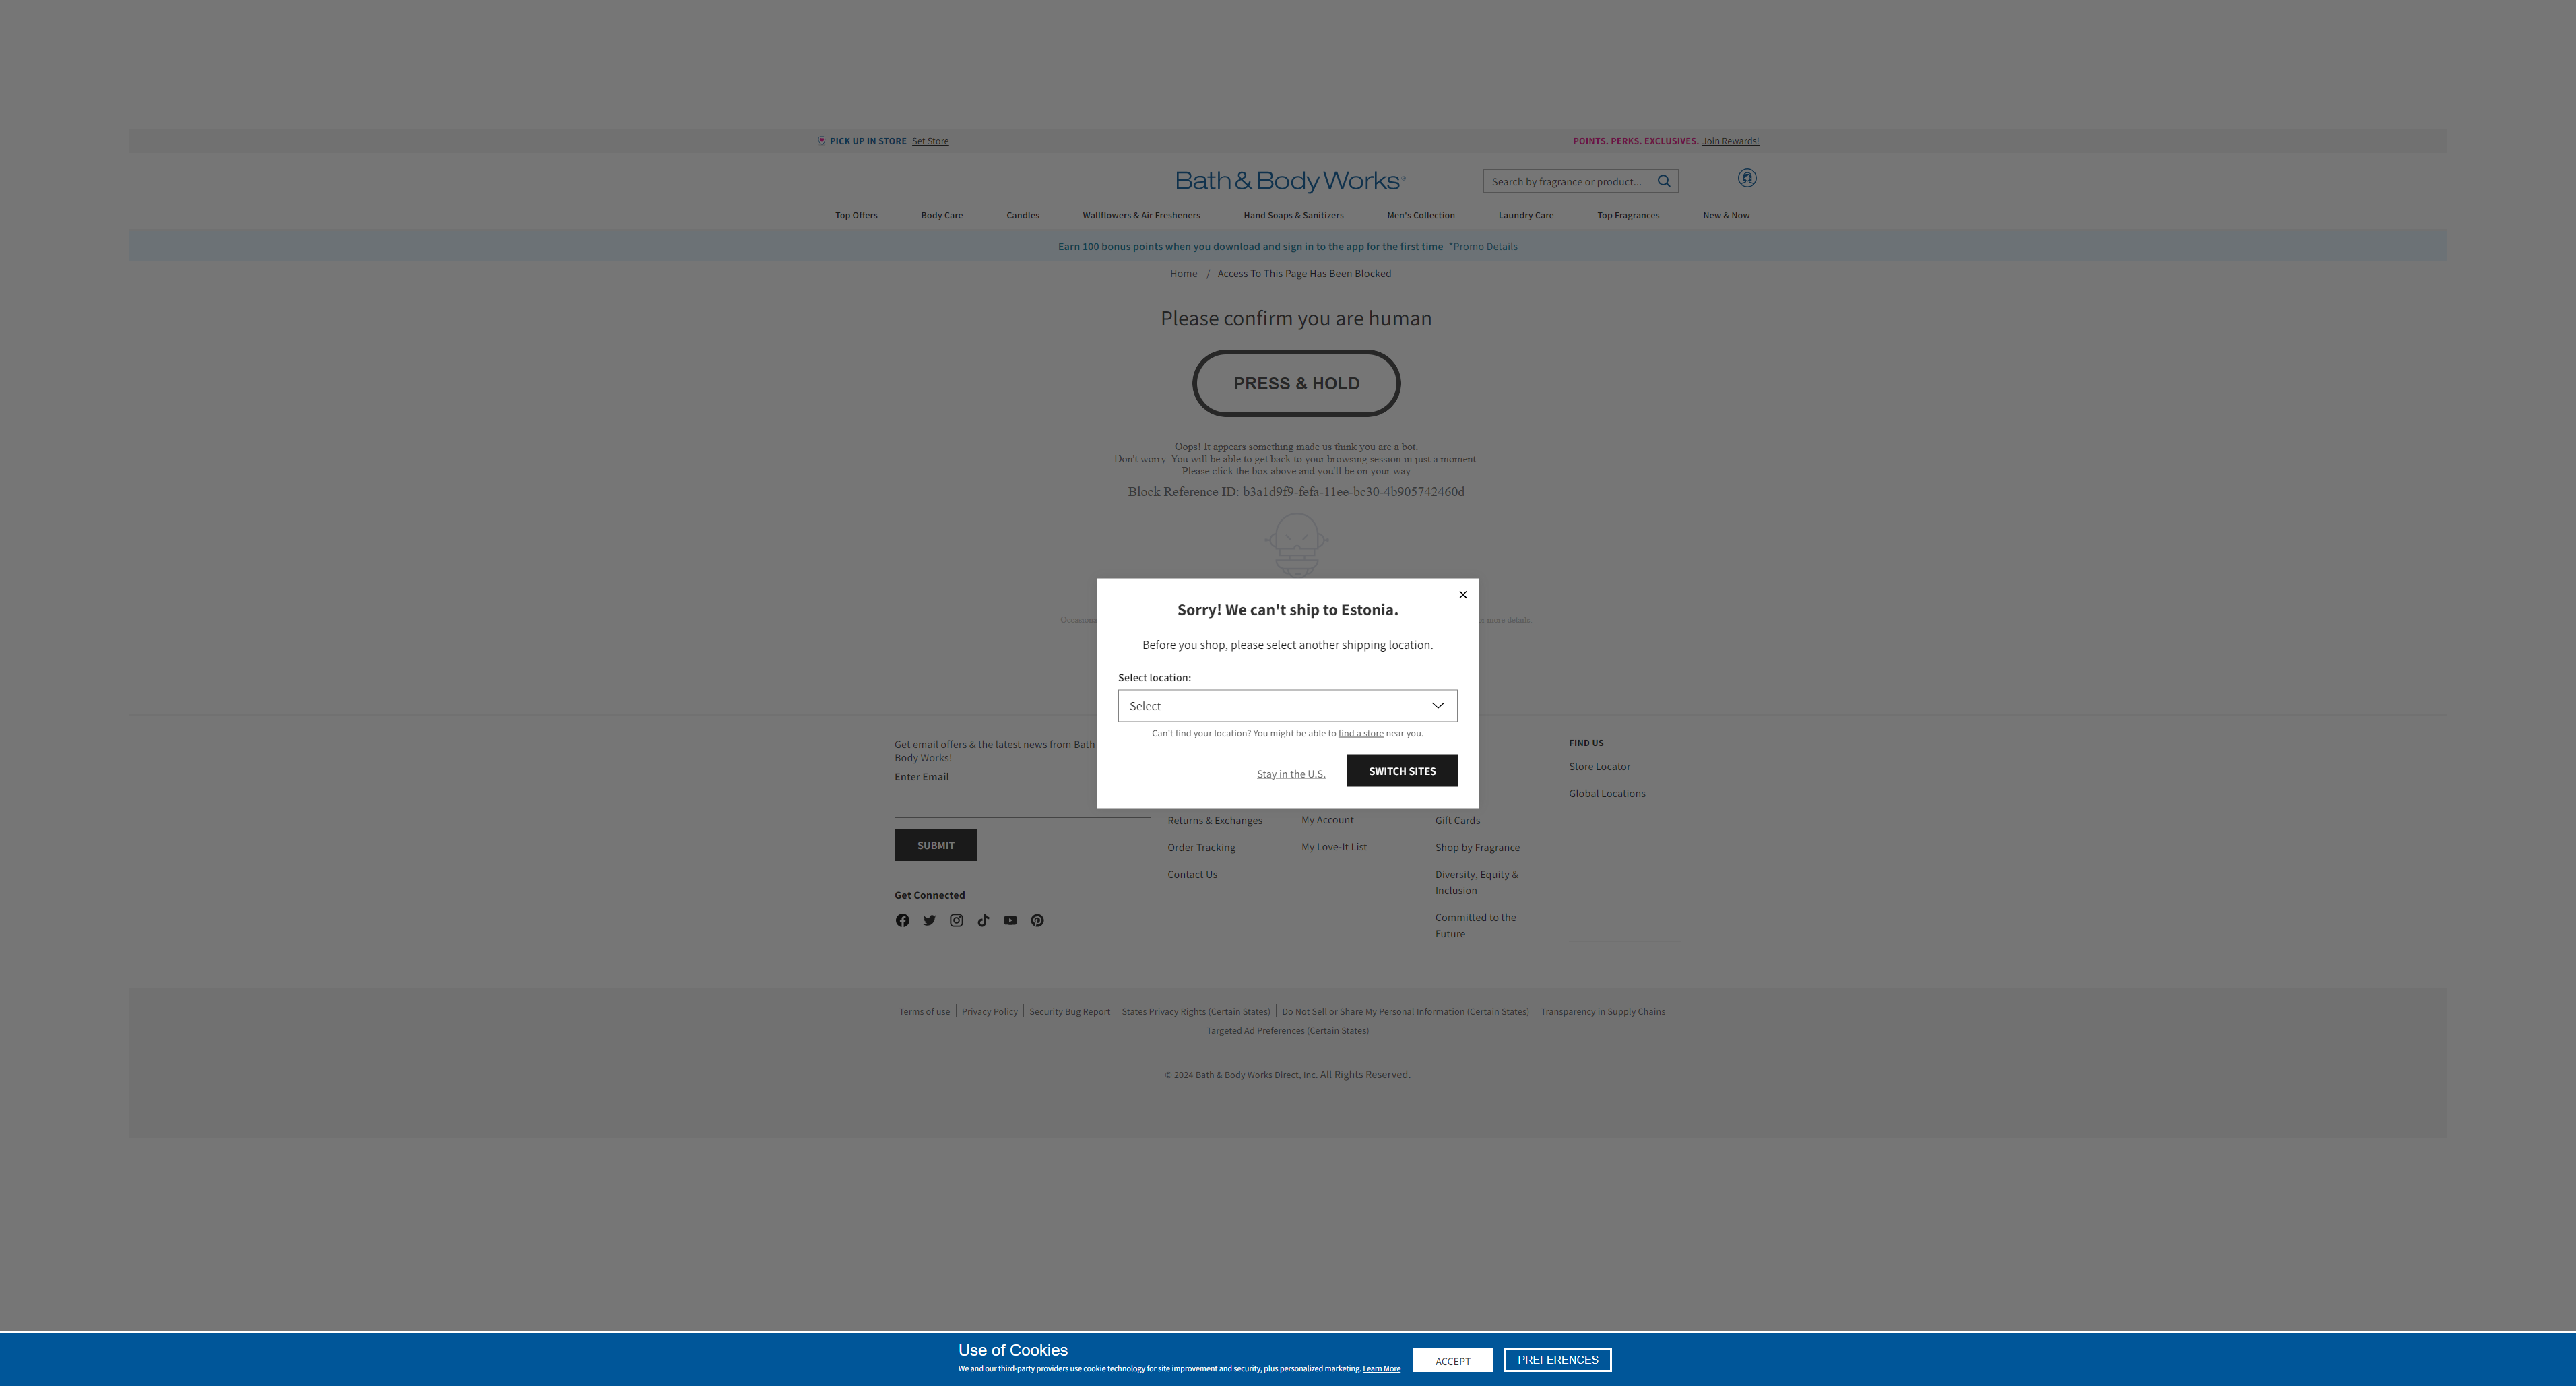 PICK UP IN STORE Set Store
POINTS. PERKS. EXCLUSIVES. Join Rewards!
Bath & Body Works®
Search by fragrance or product...
Top Offers
Body Care
Candles
Wallflowers & Air Fresheners
Hand Soaps & Sanitizers
Men's Collection
Laundry Care
Top Fragrances
New & Now
Earn 100 bonus points when you download and sign in to the app for the first time *Promo Details
Home / Access To This Page Has Been Blocked
Please confirm you are human
PRESS & HOLD
Oops! It appears something made us think you are a bot.
Don't worry. You will be able to get back to your browsing session in just a moment.
Please click the box above and you'll be on your way
Block Reference ID: b3a1d9f9-fefa-11ee-bc30-4b905742460d
more details.
Sorry! We can't ship to Estonia.
Before you shop, please select another shipping location.
Select location:
Select
Can't find your location? You might be able to find a store near you.
Stay in the U.S.
SWITCH SITES
Get email offers & the latest news from Bath
Body Works!
Enter Email
SUBMIT
Get Connected
Returns & Exchanges
Order Tracking
Contact Us
My Account
My Love-It List
Gift Cards
Shop by Fragrance
Diversity, Equity &
Inclusion
Committed to the
Future
FIND US
Store Locator
Global Locations
Terms of use | Privacy Policy | Security Bug Report | States Privacy Rights (Certain States) | Do Not Sell or Share My Personal Information (Certain States) | Transparency in Supply Chains |
Targeted Ad Preferences (Certain States)
© 2024 Bath & Body Works Direct, Inc. All Rights Reserved.
Use of Cookies
We and our third-party providers use cookie technology for site improvement and security, plus personalized marketing. Learn More
ACCEPT
PREFERENCES